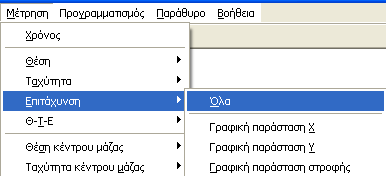 Μέτρηση Προγραμματισμός Παράθυρο Βοήθεια
Χρόνος
Θέση
Ταχύτητα
Επιτάχυνση
Θ-Τ-Ε
Θέση κέντρου μάζας
Ταχύτητα κέντρου μάζας
Όλα
Γραφική παράσταση X
Γραφική παράσταση Y
Γραφική παράσταση στροφής